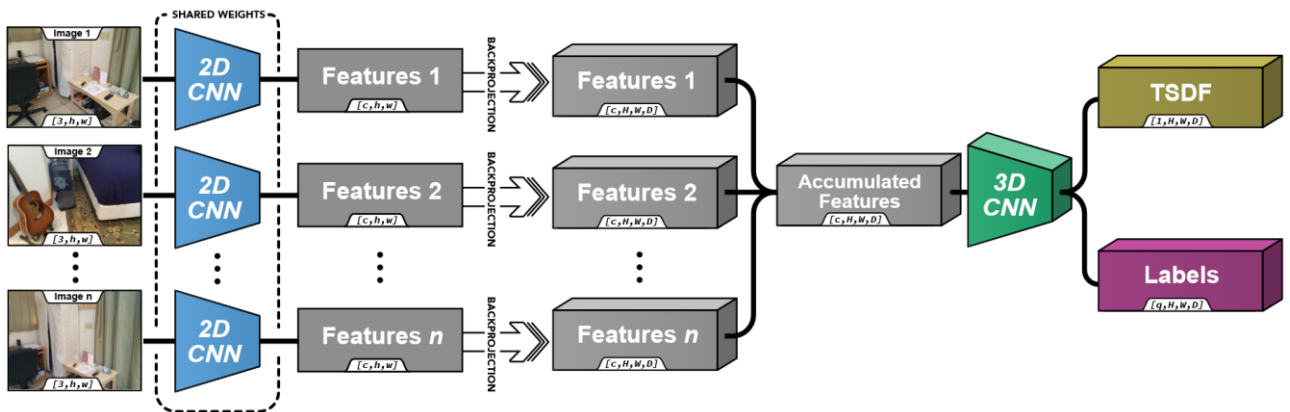 SHARED WEIGHTS
Image 1
[3,h,w]
2D
CNN
Features 1
[c,h,w]
BACKPROJECTION
Features 1
[c,H,W,D]
Image 2
[3,h,w]
2D
CNN
Features 2
[c,h,w]
BACKPROJECTION
Features 2
[c,H,W,D]
Image n
[3,h,w]
2D
CNN
Features n
[c,h,w]
BACKPROJECTION
Features n
[c,H,W,D]
Accumulated
Features
[c,H,W,D]
3D
CNN
TSDF
[1,H,W,D]
Labels
[q,H,W,D]